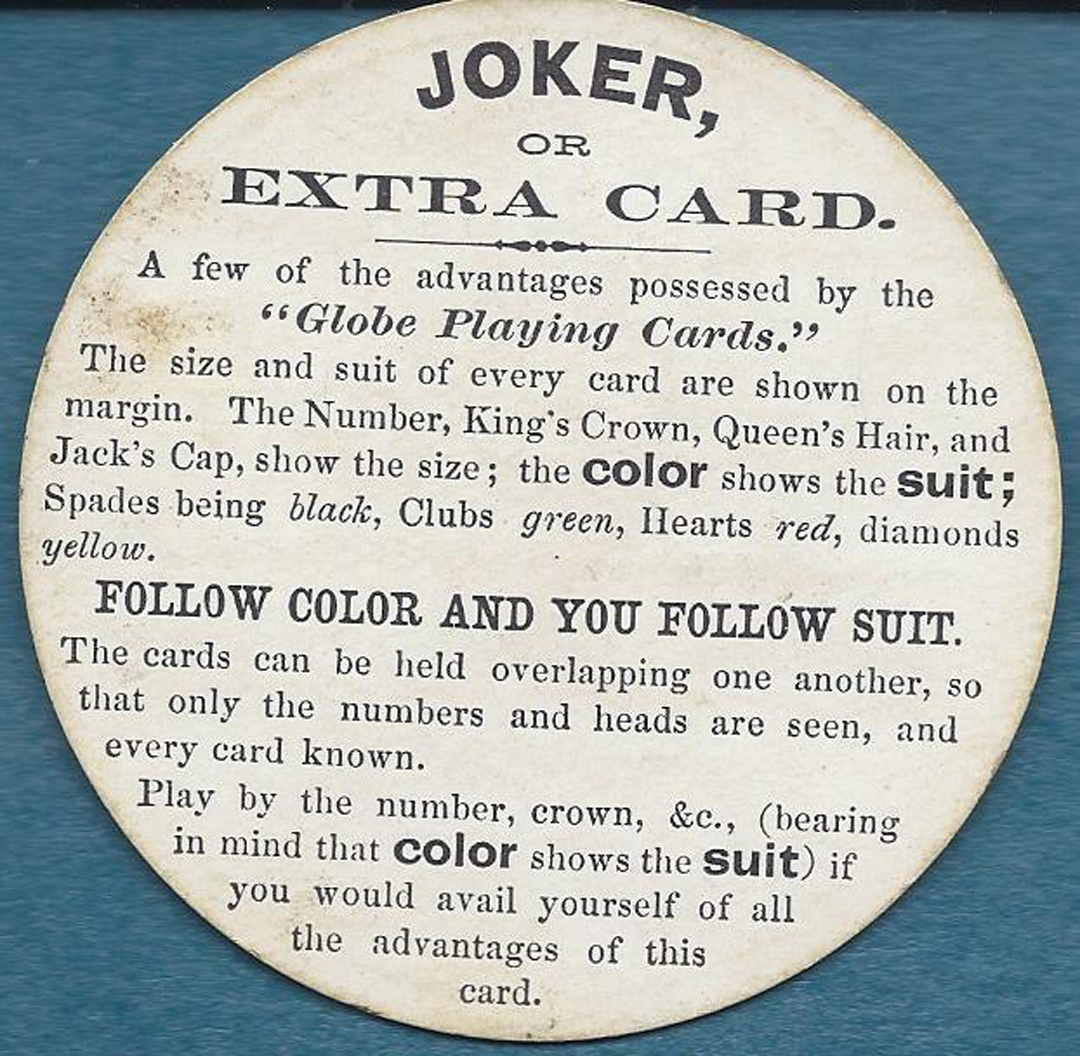 JOKER,
OR
EXTRA CARD.
A few of the advantages possessed by the
“Globe Playing Cards.”
The size and suit of every card are shown on the
margin. The Number, King's Crown, Queen's Hair, and
Jack's Cap, show the size; the color shows the suit;
Spades being black, Clubs green, Hearts red, diamonds
yellow.
FOLLOW COLOR AND YOU FOLLOW SUIT.
The cards can be held overlapping one another, so
that only the numbers and heads are seen, and
every card known.
Play by the number, crown, &c., (bearing
in mind that color shows the suit) if
you would avail yourself of all
the advantages of this
card.